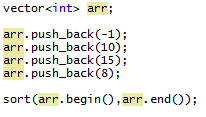 vector<int> arr;
arr.push_back(-1);
arr.push_back(10);
arr.push_back(15);
arr.push_back(8);
sort(arr.begin(),arr.end());